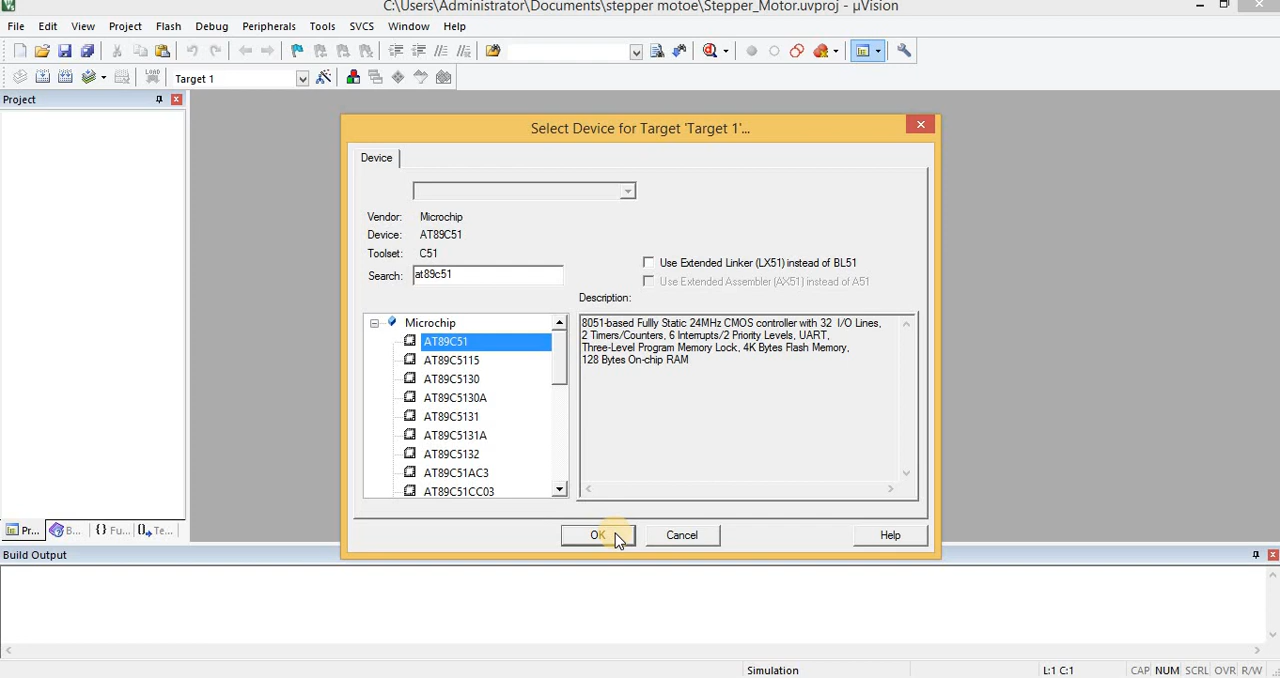 C:\Users\Administrator\Documents\stepper motoe\Stepper_Motor.uvproj - µVision
File Edit View Project Flash Debug Peripherals Tools SVCS Window Help
LOAD Target 1
Project
Select Device for Target 'Target 1'...
Device
Vendor: Microchip
Device: AT89C51
Toolset: C51
Search: at89c51
Use Extended Linker (LX51) instead of BL51
Use Extended Assembler (AX51) instead of A51
Description:
Microchip
AT89C51
AT89C5115
AT89C5130
AT89C5130A
AT89C5131
AT89C5131A
AT89C5132
AT89C51AC3
AT89C51CC03
8051-based Fullly Static 24MHz CMOS controller with 32 I/O Lines,
2 Timers/Counters, 6 Interrupts/2 Priority Levels, UART,
Three-Level Program Memory Lock, 4K Bytes Flash Memory,
128 Bytes On-chip RAM
OK Cancel Help
Pr... B... {} Fu... Te...
Build Output
Simulation L:1 C:1 CAP NUM SCRL OVR R/W